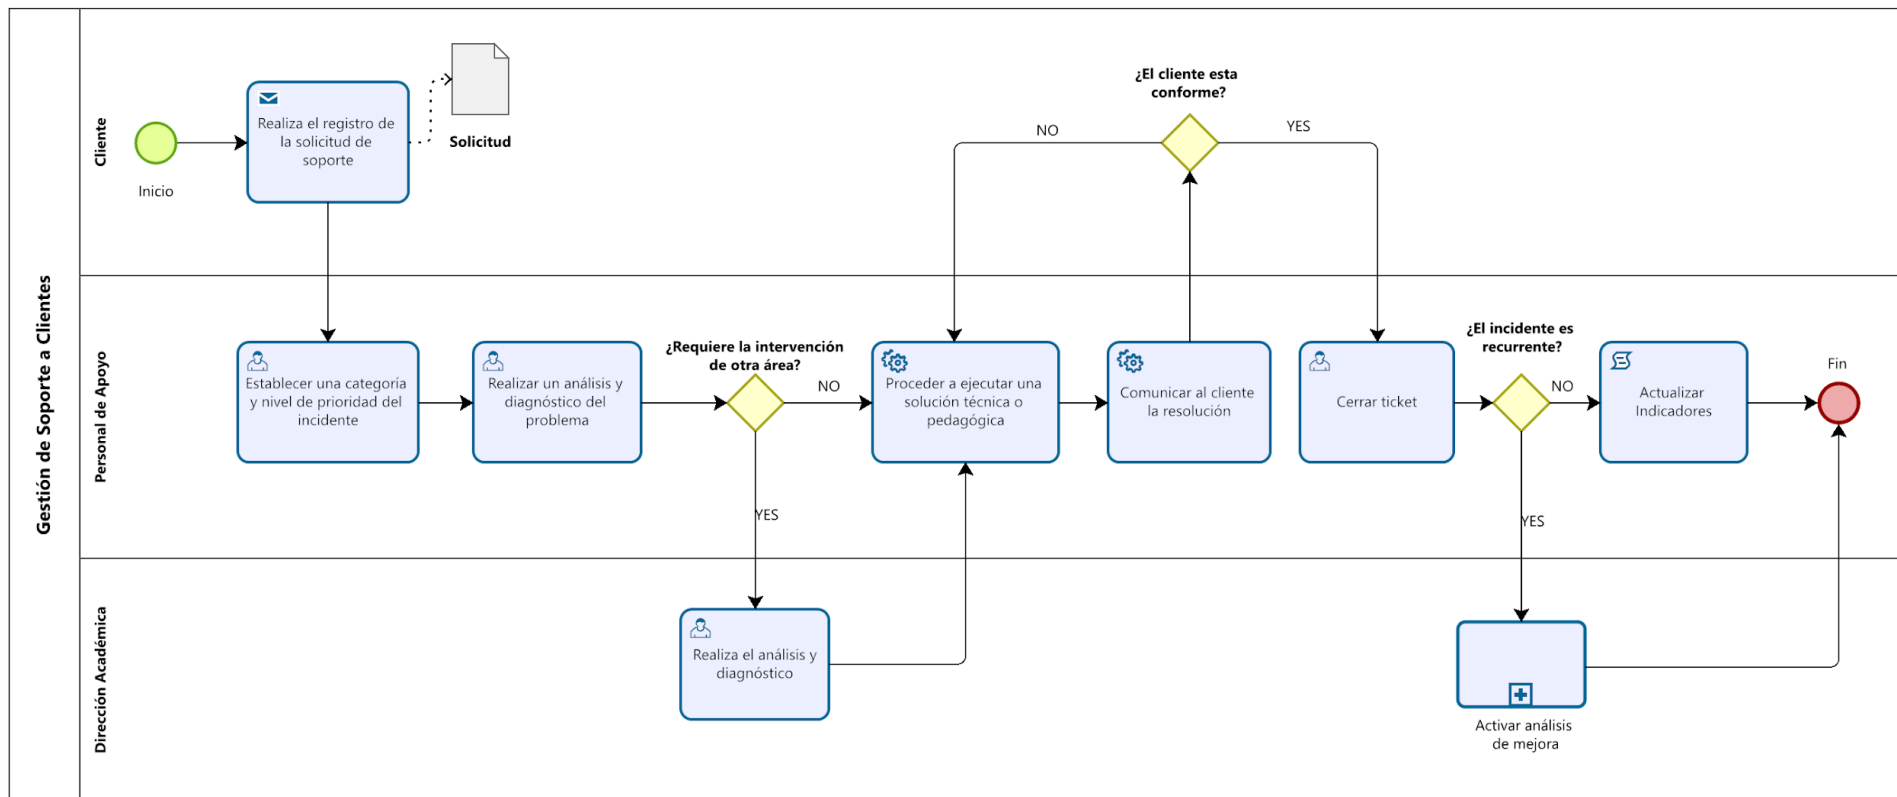 Gestión de Soporte a Clientes
Cliente
Inicio
Realiza el registro de
la solicitud de
soporte
Solicitud
¿El cliente esta
conforme?
NO
YES
Personal de Apoyo
Establecer una categoría
y nivel de prioridad del
incidente
Realizar un análisis y
diagnóstico del
problema
¿Requiere la intervención
de otra área?
NO
YES
Proceder a ejecutar una
solución técnica o
pedagógica
Comunicar al cliente
la resolución
Cerrar ticket
¿El incidente es
recurrente?
NO
YES
Actualizar
Indicadores
Fin
Dirección Académica
Realiza el análisis y
diagnóstico
Activar análisis
de mejora